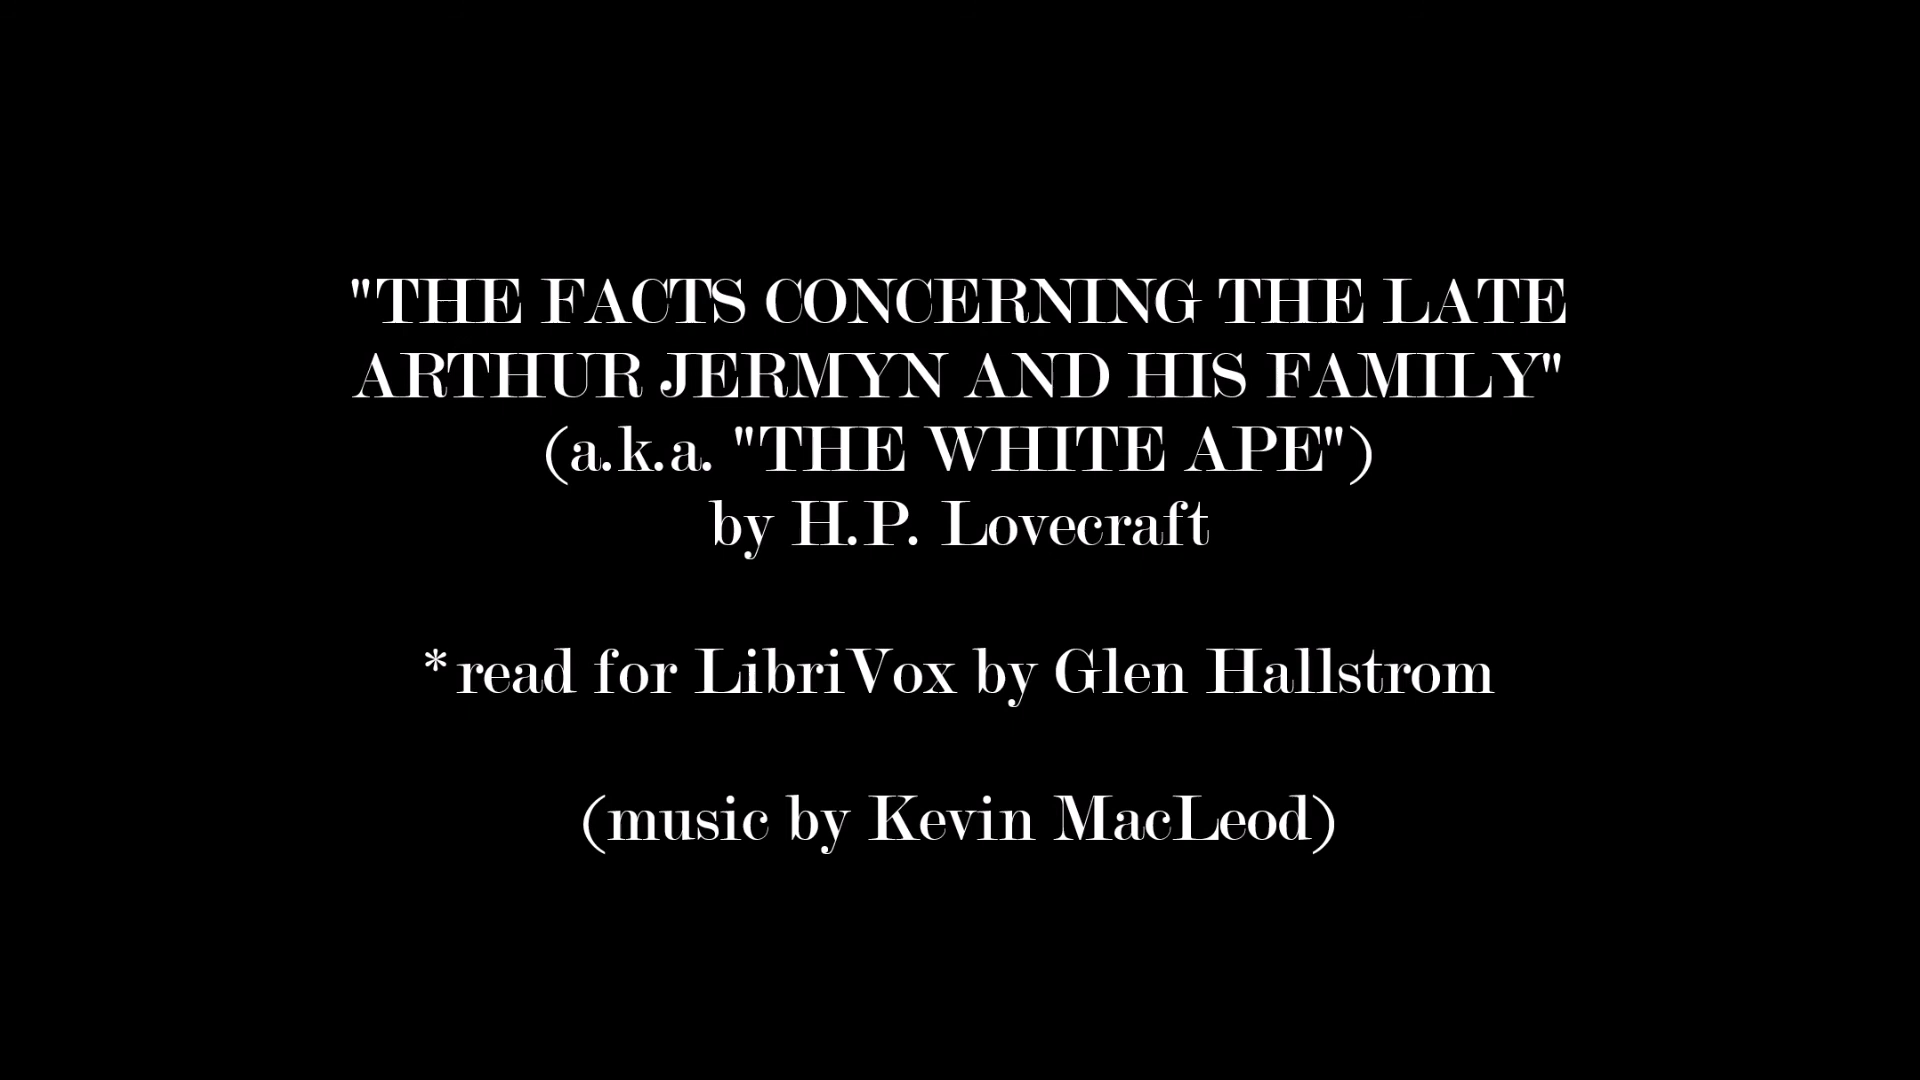 "THE FACTS CONCERNING THE LATE
ARTHUR JERMYN AND HIS FAMILY"
(a.k.a. "THE WHITE APE")
by H.P. Lovecraft
*read for LibriVox by Glen Hallstrom
(music by Kevin MacLeod)